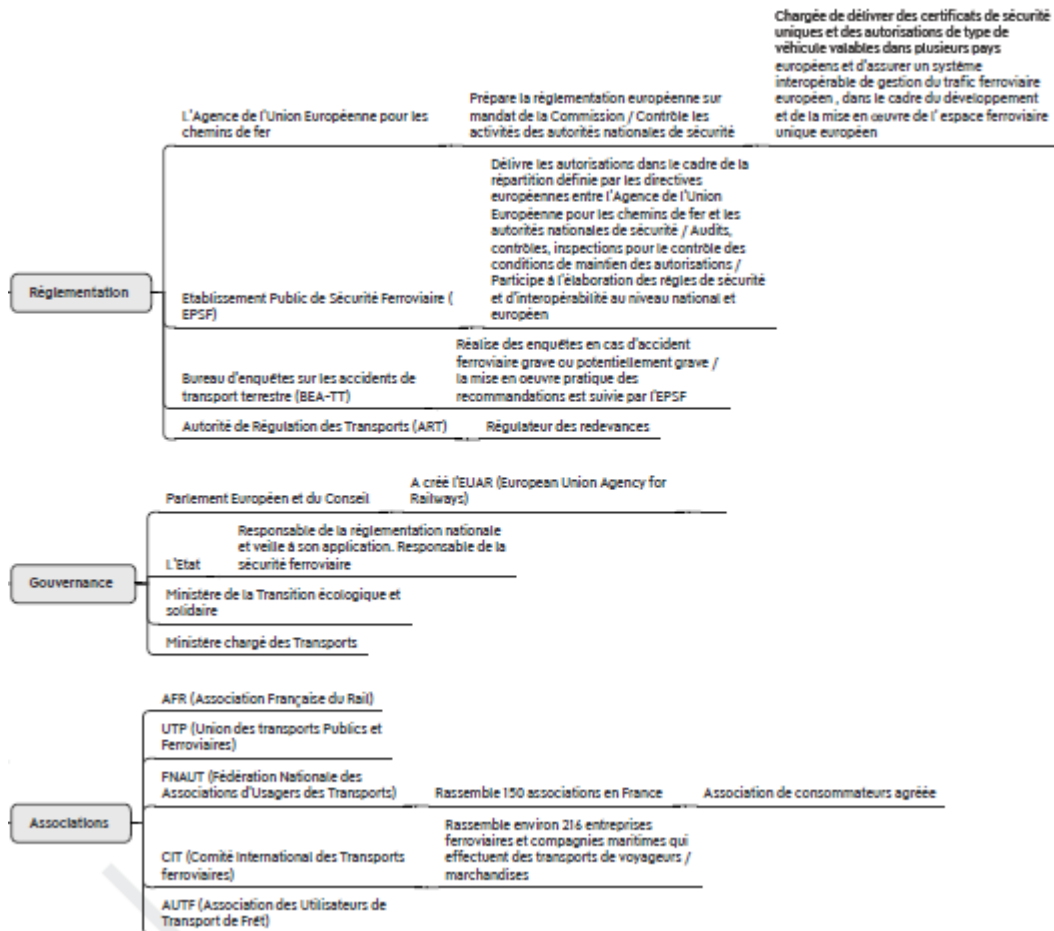 Chargée de délivrer des certificats de sécurité
uniques et des autorisations de type de
véhicule valables dans plusieurs pays
européens et d'assurer un système
interopérable de gestion du trafic ferroviaire
européen , dans le cadre du développement
et de la mise en œuvre de l' espace ferroviaire
unique européen
L'Agence de l'Union Européenne pour les
chemins de fer
Prépare la règlementation européenne sur
mandat de la Commission / Contrôle les
activités des autorités nationales de sécurité
Réglementation
Délivre les autorisations dans le cadre de la
répartition définie par les directives
européennes entre l'Agence de l'Union
Européenne pour les chemins de fer et les
autorités nationales de sécurité / Audits,
contrôles, inspections pour le contrôle des
conditions de maintien des autorisations /
Participe à l'élaboration des règles de sécurité
et d'interopérabilité au niveau national et
européen
Etablissement Public de Sécurité Ferroviaire (
EPSF)
Réalise des enquêtes en cas d'accident
ferroviaire grave ou potentiellement grave /
la mise en oeuvre pratique des
recommandations est suivie par l'EPSF
Bureau d'enquêtes sur les accidents de
transport terrestre (BEA-TT)
Autorité de Régulation des Transports (ART)
Régulateur des redevances
Gouvernance
Parlement Européen et du Conseil
A créé l'EUAR (European Union Agency for
Railways)
L'Etat
Responsable de la réglementation nationale
et veille à son application. Responsable de la
sécurité ferroviaire
Ministère de la Transition écologique et
solidaire
Ministère chargé des Transports
Associations
AFR (Association Française du Rail)
UTP (Union des transports Publics et
Ferroviaires)
FNAUT (Fédération Nationale des
Associations d'Usagers des Transports)
Rassemble 150 associations en France
Association de consommateurs agréée
CIT (Comité International des Transports
ferroviaires)
Rassemble environ 216 entreprises
ferroviaires et compagnies maritimes qui
effectuent des transports de voyageurs /
marchandises
AUTF (Association des Utilisateurs de
Transport de Frêt)